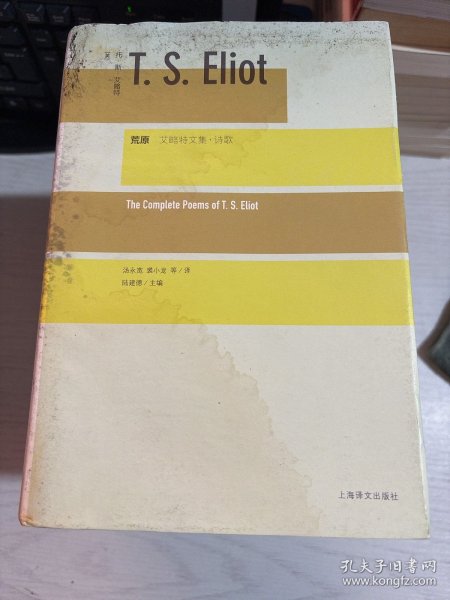 托·斯·艾略特
著
T. S. Eliot
荒原 艾略特文集·诗歌
The Complete Poems of T. S. Eliot
汤永宽 裘小龙 等/译
陆建德/主编
上海译文出版社
孔夫子旧书网
www.kongfz.com